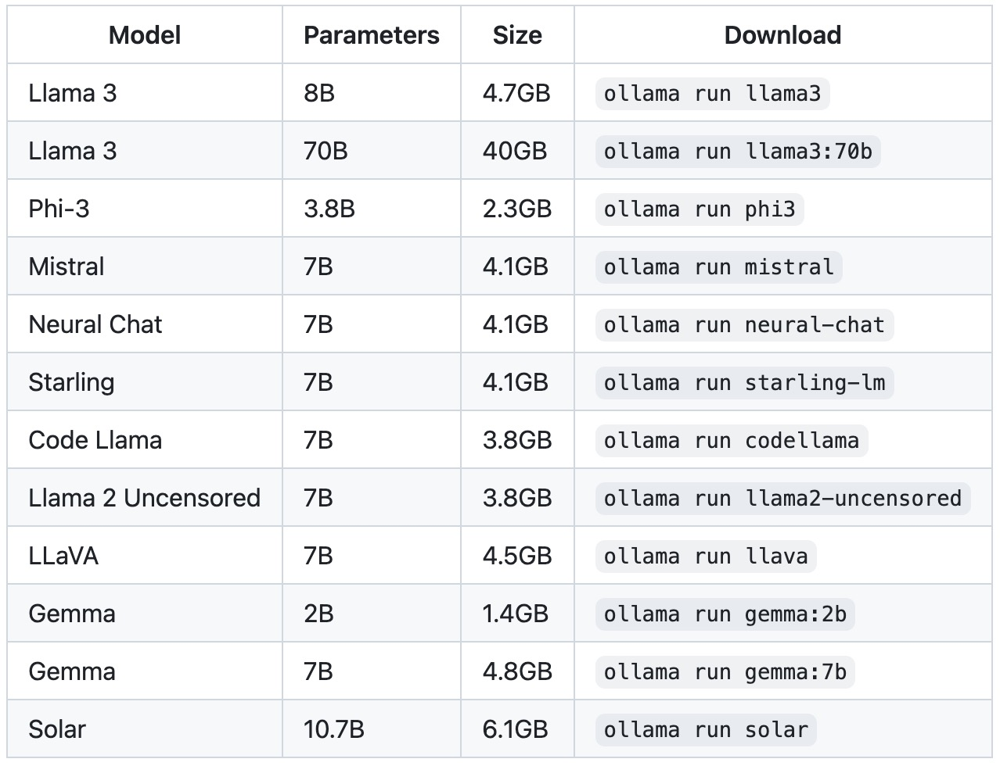 Model Parameters Size Download
Llama 3 8B 4.7GB ollama run llama3
Llama 3 70B 40GB ollama run llama3:70b
Phi-3 3.8B 2.3GB ollama run phi3
Mistral 7B 4.1GB ollama run mistral
Neural Chat 7B 4.1GB ollama run neural-chat
Starling 7B 4.1GB ollama run starling-lm
Code Llama 7B 3.8GB ollama run codellama
Llama 2 Uncensored 7B 3.8GB ollama run llama2-uncensored
LLaVA 7B 4.5GB ollama run llava
Gemma 2B 1.4GB ollama run gemma:2b
Gemma 7B 4.8GB ollama run gemma:7b
Solar 10.7B 6.1GB ollama run solar